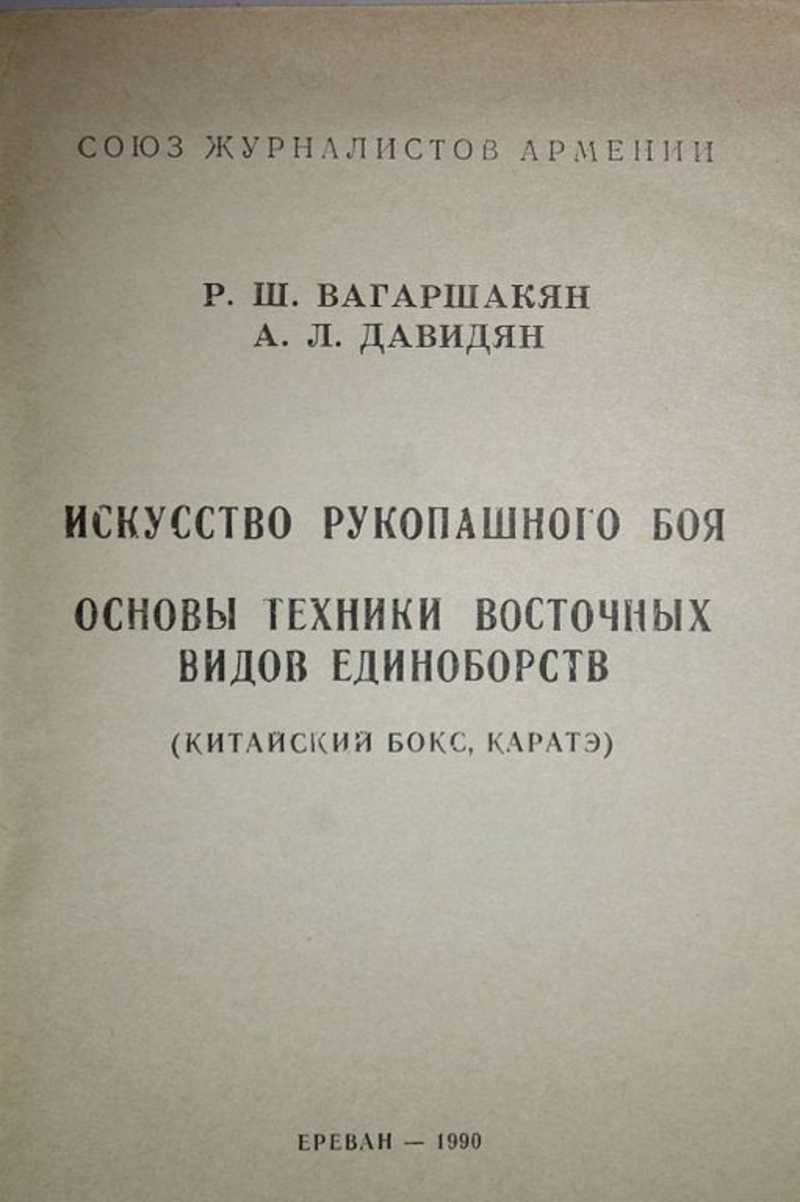 СОЮЗ ЖУРНАЛИСТОВ АРМЕНИИ
Р. Ш. ВАГАРШАКЯН
А. Л. ДАВИДЯН
ИСКУССТВО РУКОПАШНОГО БОЯ
ОСНОВЫ ТЕХНИКИ ВОСТОЧНЫХ
ВИДОВ ЕДИНОБОРСТВ
(КИТАЙСКИЙ БОКС, КАРАТЭ)
ЕРЕВАН — 1990